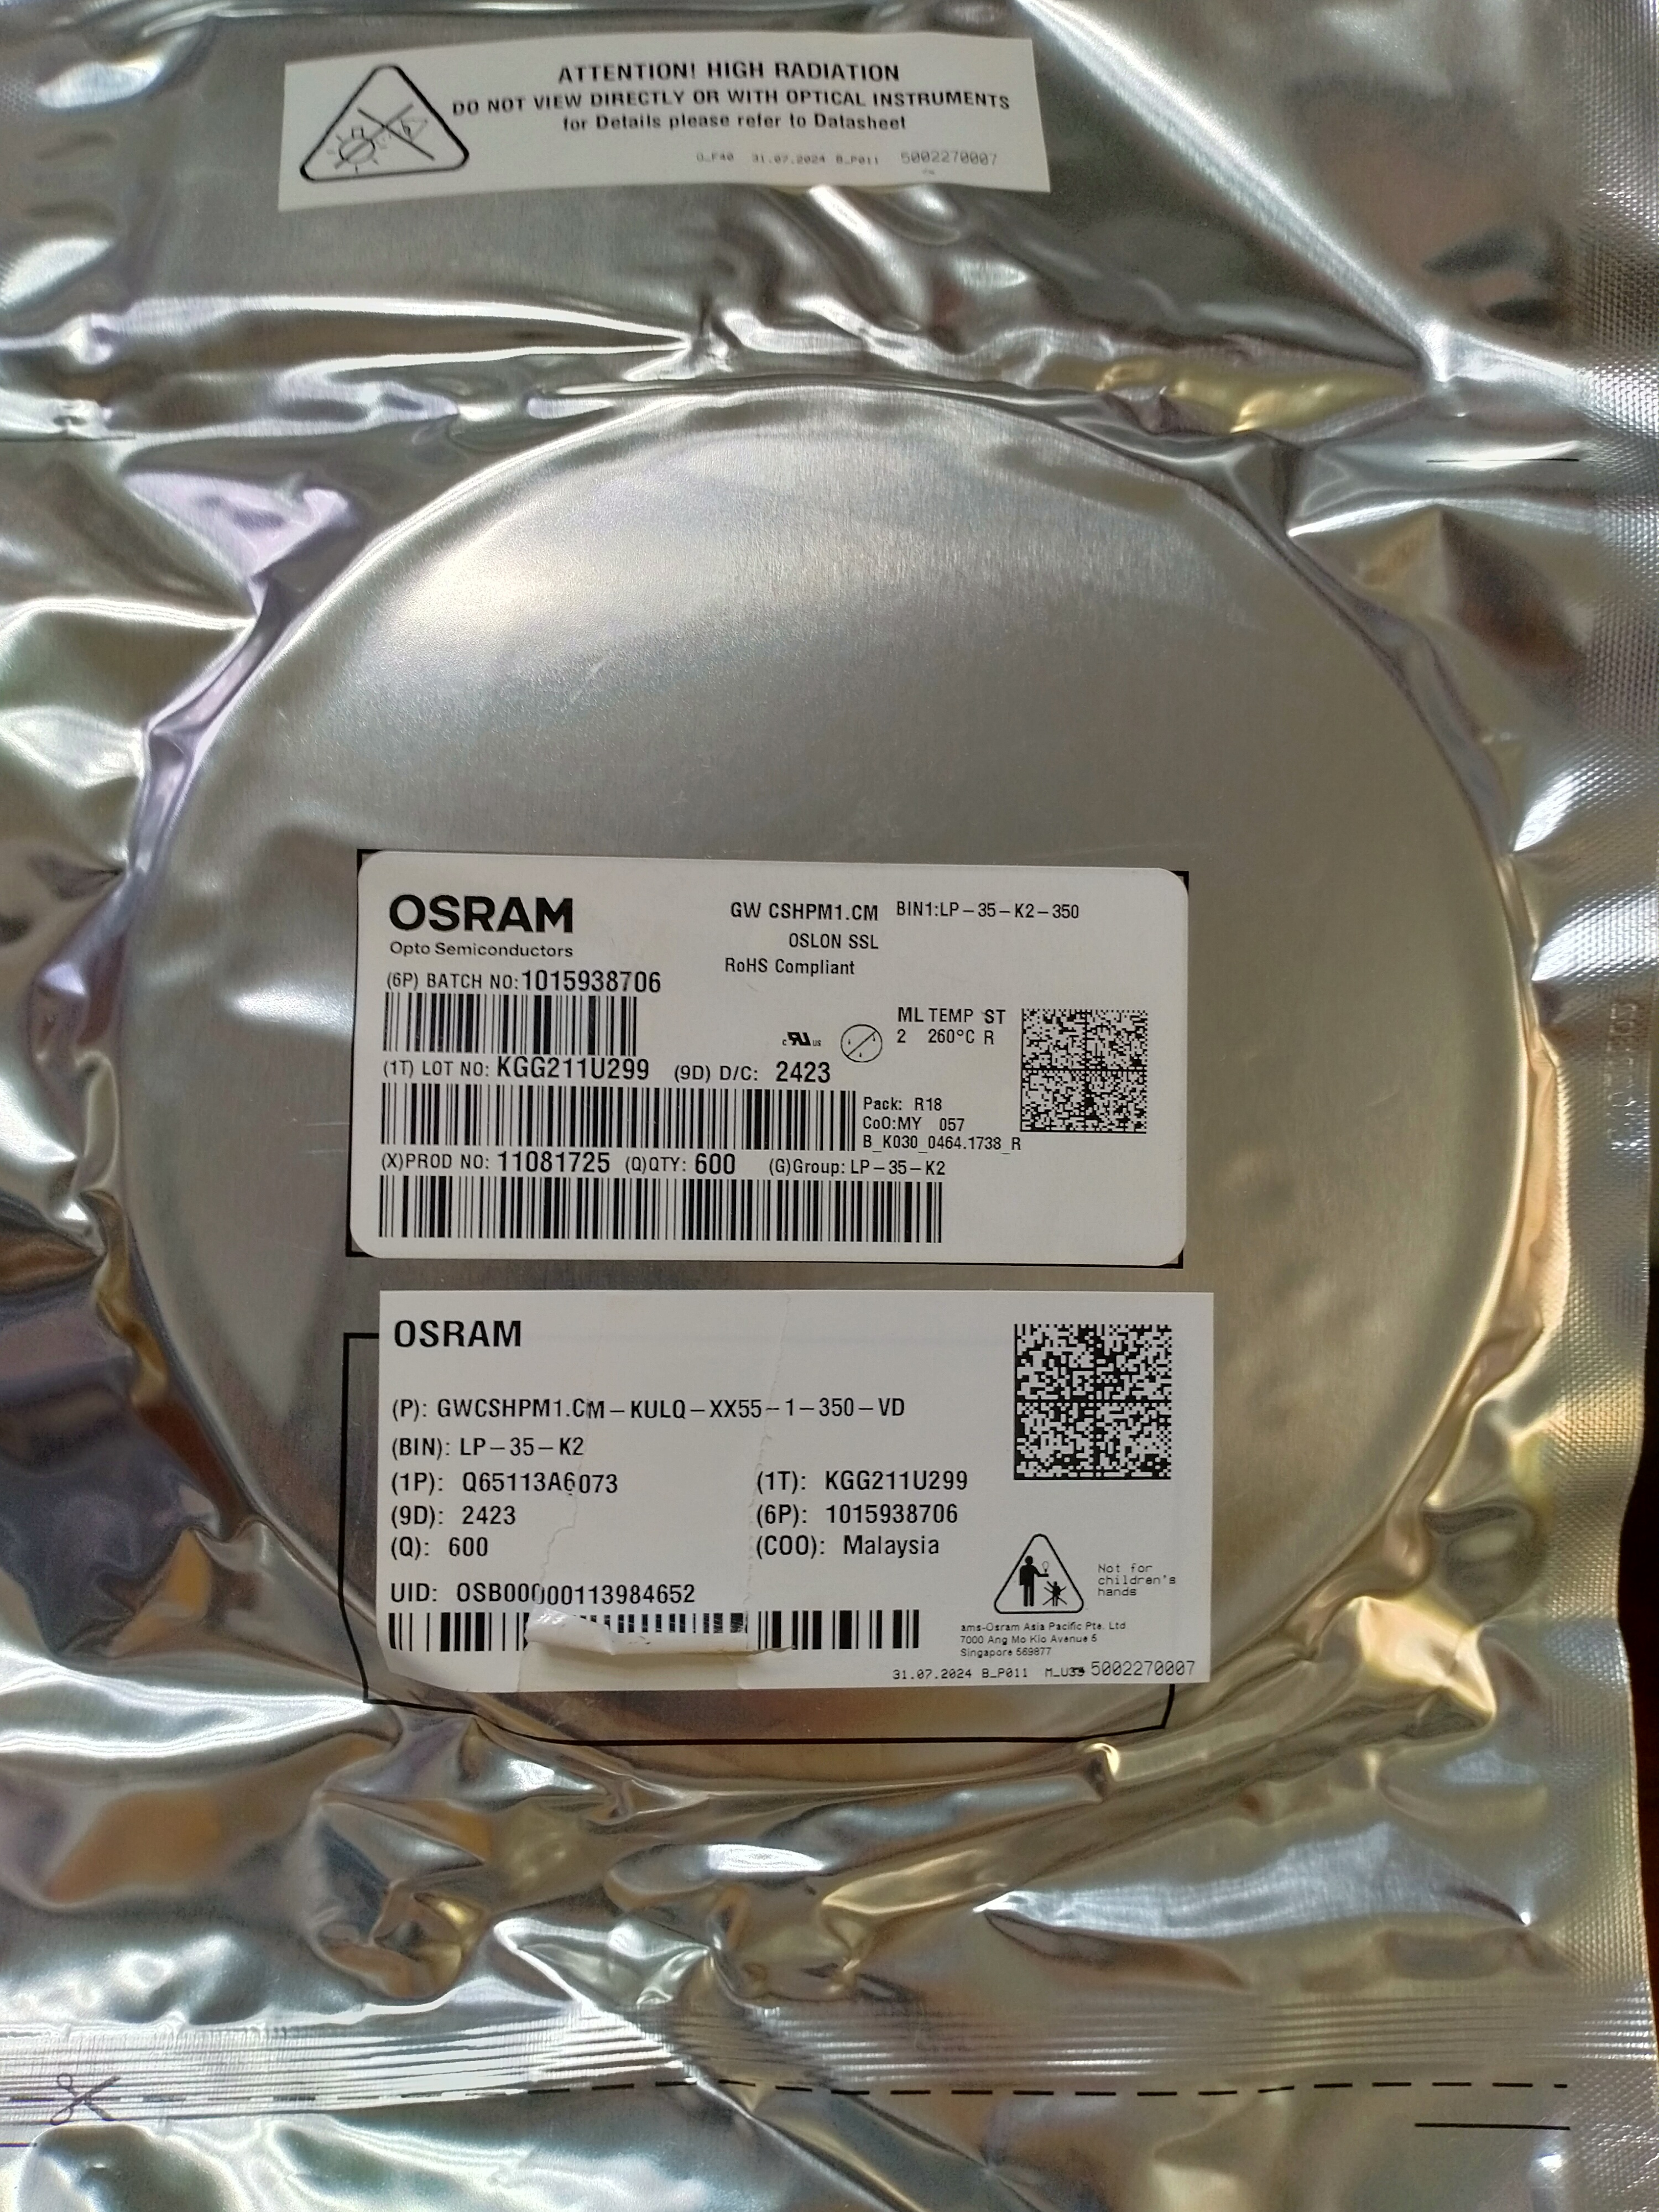 ATTENTION! HIGH RADIATION
DO NOT VIEW DIRECTLY OR WITH OPTICAL INSTRUMENTS
for Details please refer to Datasheet
31.07.2024 B_P011 5002270007
OSRAM
Opto Semiconductors
GW CSHPM1.CM BIN1:LP-35-K2-350
OSLON SSL
RoHS Compliant
(6P) BATCH NO:1015938706
ML TEMP ST
2 260°C R
(1T) LOT NO: KGG211U299 (9D) D/C: 2423
Pack: R18
CoO:MY 057
B_K030_0464.1738_R
(X)PROD NO: 11081725 (Q)QTY: 600 (G)Group: LP-35-K2
OSRAM
(P): GWCSHPM1.CM-KULQ-XX55-1-350-VD
(BIN): LP-35-K2
(1P): Q65113A6073 (1T): KGG211U299
(9D): 2423 (6P): 1015938706
(Q): 600 (COO): Malaysia
UID: OSB00000113984652
Not for
children's
hands
ams-Osram Asia Pacific Pte. Ltd
7000 Ang Mo Kio Avenue 5
Singapore 569877
31.07.2024 B_P011 5002270007